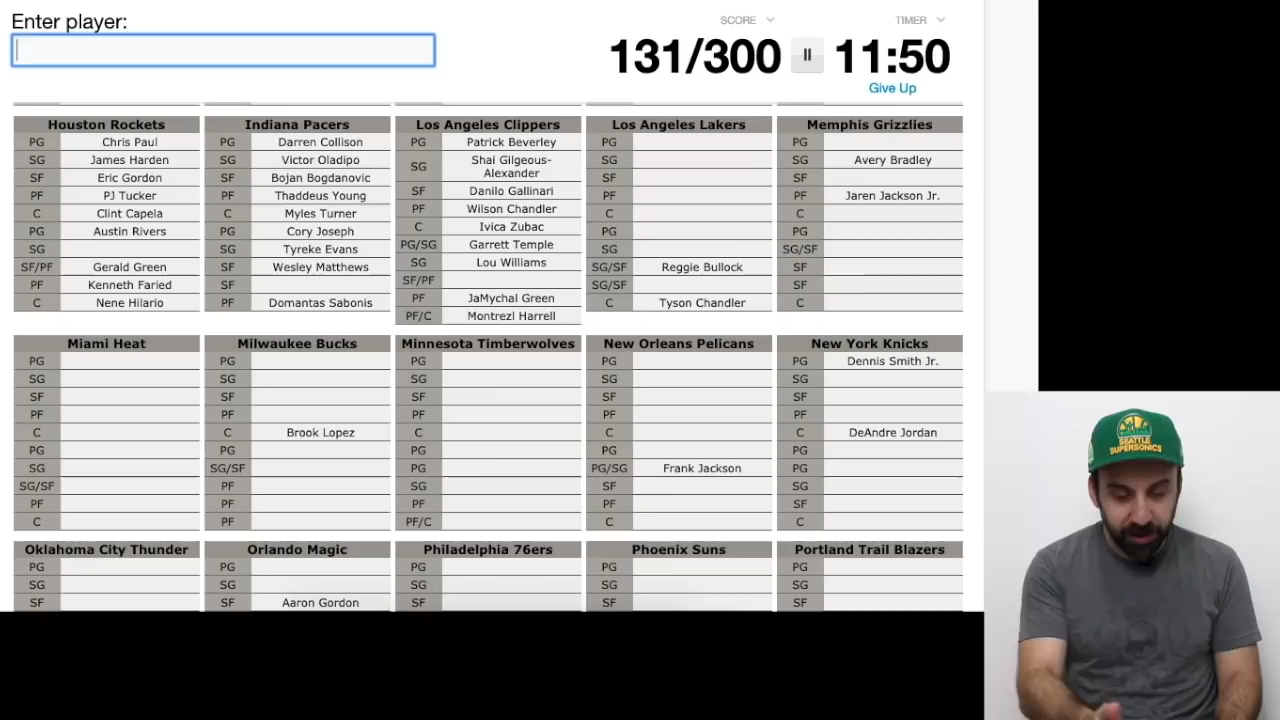 Enter player:
SCORE
TIMER
131/300
11:50
Give Up
Houston Rockets
PG Chris Paul
SG James Harden
SF Eric Gordon
PF PJ Tucker
C Clint Capela
PG Austin Rivers
SG
SF/PF Gerald Green
PF Kenneth Faried
C Nene Hilario
Indiana Pacers
PG Darren Collison
SG Victor Oladipo
SF Bojan Bogdanovic
PF Thaddeus Young
C Myles Turner
PG Cory Joseph
SG Tyreke Evans
SF Wesley Matthews
SF
PF Domantas Sabonis
Los Angeles Clippers
PG Patrick Beverley
SG Shai Gilgeous-
Alexander
SF Danilo Gallinari
PF Wilson Chandler
C Ivica Zubac
PG/SG Garrett Temple
SG Lou Williams
SF/PF
PF JaMychal Green
PF/C Montrezl Harrell
Los Angeles Lakers
PG
SG
SF
PF
C
PG
SG
SG/SF Reggie Bullock
SG/SF
C Tyson Chandler
Memphis Grizzlies
PG
SG Avery Bradley
SF
PF Jaren Jackson Jr.
C
PG
SG/SF
SF
SF
C
Miami Heat
PG
SG
SF
PF
C
PG
SG
SG/SF
PF
C
Milwaukee Bucks
PG
SG
SF
PF
C Brook Lopez
PG
SG/SF
PF
PF
PF
Minnesota Timberwolves
PG
SG
SF
PF
C
PG
PG
SG
PF
PF/C
New Orleans Pelicans
PG
SG
SF
PF
C
PG
PG/SG Frank Jackson
SF
PF
C
New York Knicks
PG Dennis Smith Jr.
SG
SF
PF
C DeAndre Jordan
PG
PG
SG
SF
C
Oklahoma City Thunder
PG
SG
SF
Orlando Magic
PG
SG
SF Aaron Gordon
Philadelphia 76ers
PG
SG
SF
Phoenix Suns
PG
SG
SF
Portland Trail Blazers
PG
SG
SF
SEATTLE
SUPERSONICS